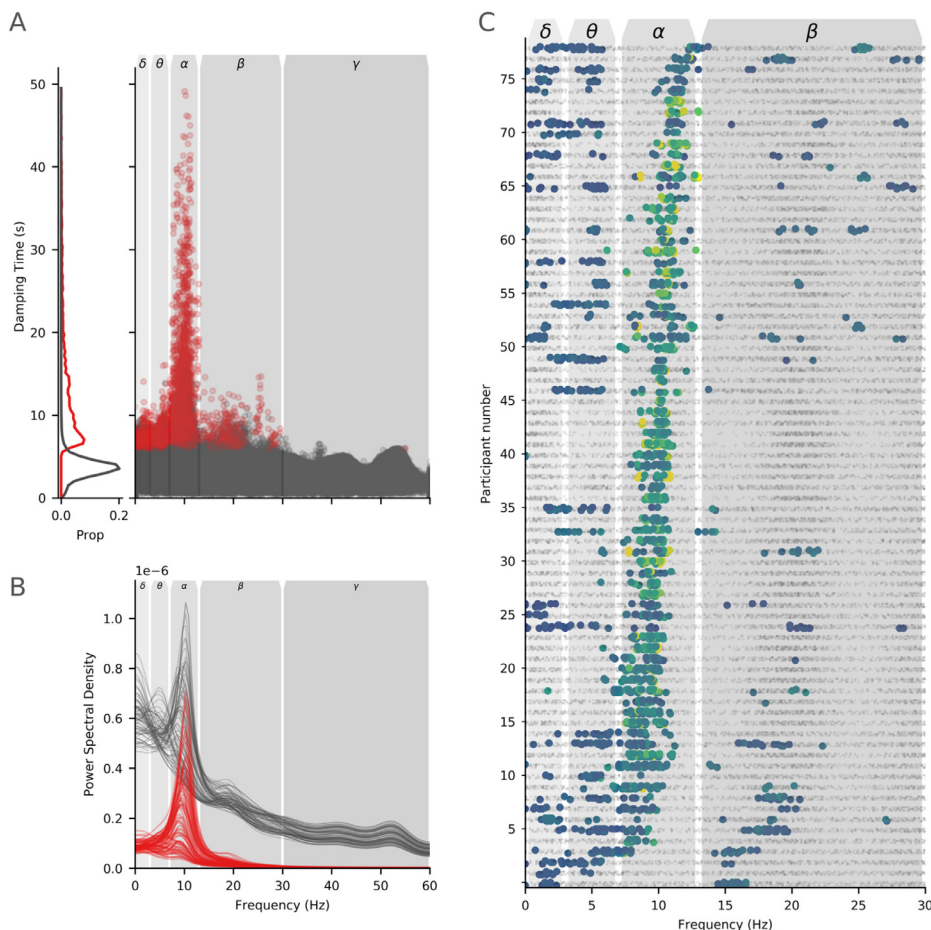 A
δ θ α β γ
50
40
30
20
10
0
Damping Time (s)
0.0 0.2
Prop
B
1e−6
δ θ α β γ
1.0
0.8
0.6
0.4
0.2
0.0
Power Spectral Density
0 10 20 30 40 50 60
Frequency (Hz)
C
δ θ α β
75
70
65
60
55
50
45
40
35
30
25
20
15
10
5
Participant number
0 5 10 15 20 25 30
Frequency (Hz)